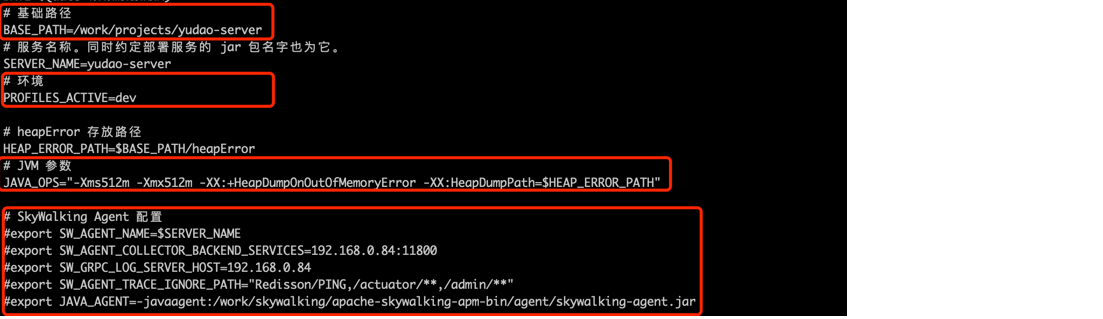 # 基础路径
BASE_PATH=/work/projects/yudao-server
# 服务名称。同时约定部署服务的 jar 包名字也为它。
SERVER_NAME=yudao-server
# 环境
PROFILES_ACTIVE=dev
# heapError 存放路径
HEAP_ERROR_PATH=$BASE_PATH/heapError
# JVM 参数
JAVA_OPS="-Xms512m -Xmx512m -XX:+HeapDumpOnOutOfMemoryError -XX:HeapDumpPath=$HEAP_ERROR_PATH"
# SkyWalking Agent 配置
#export SW_AGENT_NAME=$SERVER_NAME
#export SW_AGENT_COLLECTOR_BACKEND_SERVICES=192.168.0.84:11800
#export SW_GRPC_LOG_SERVER_HOST=192.168.0.84
#export SW_AGENT_TRACE_IGNORE_PATH="Redisson/PING,/actuator/**,/admin/**"
#export JAVA_AGENT=-javaagent:/work/skywalking/apache-skywalking-apm-bin/agent/skywalking-agent.jar